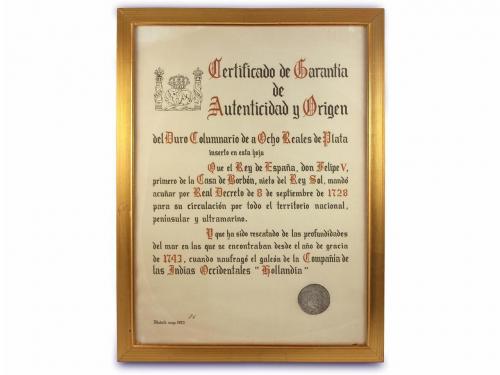 Certificado de Garantía
de
Autenticidad y Origen
del Duro Columnario de a Ocho Reales de Plata
inserto en esta hoja
Que el Rey de España, don Felipe V,
primero de la Casa de Borbón, nieto del Rey Sol, mandó
acuñar por Real Decreto de 8 de septiembre de 1728
para su circulación por todo el territorio nacional,
peninsular y ultramarino.
Y que ha sido rescatado de las profundidades
del mar en las que se encontraban desde el año de gracia
de 1743, cuando naufragó el galeón de la Compañía de
las Indias Occidentales "Hollandia"